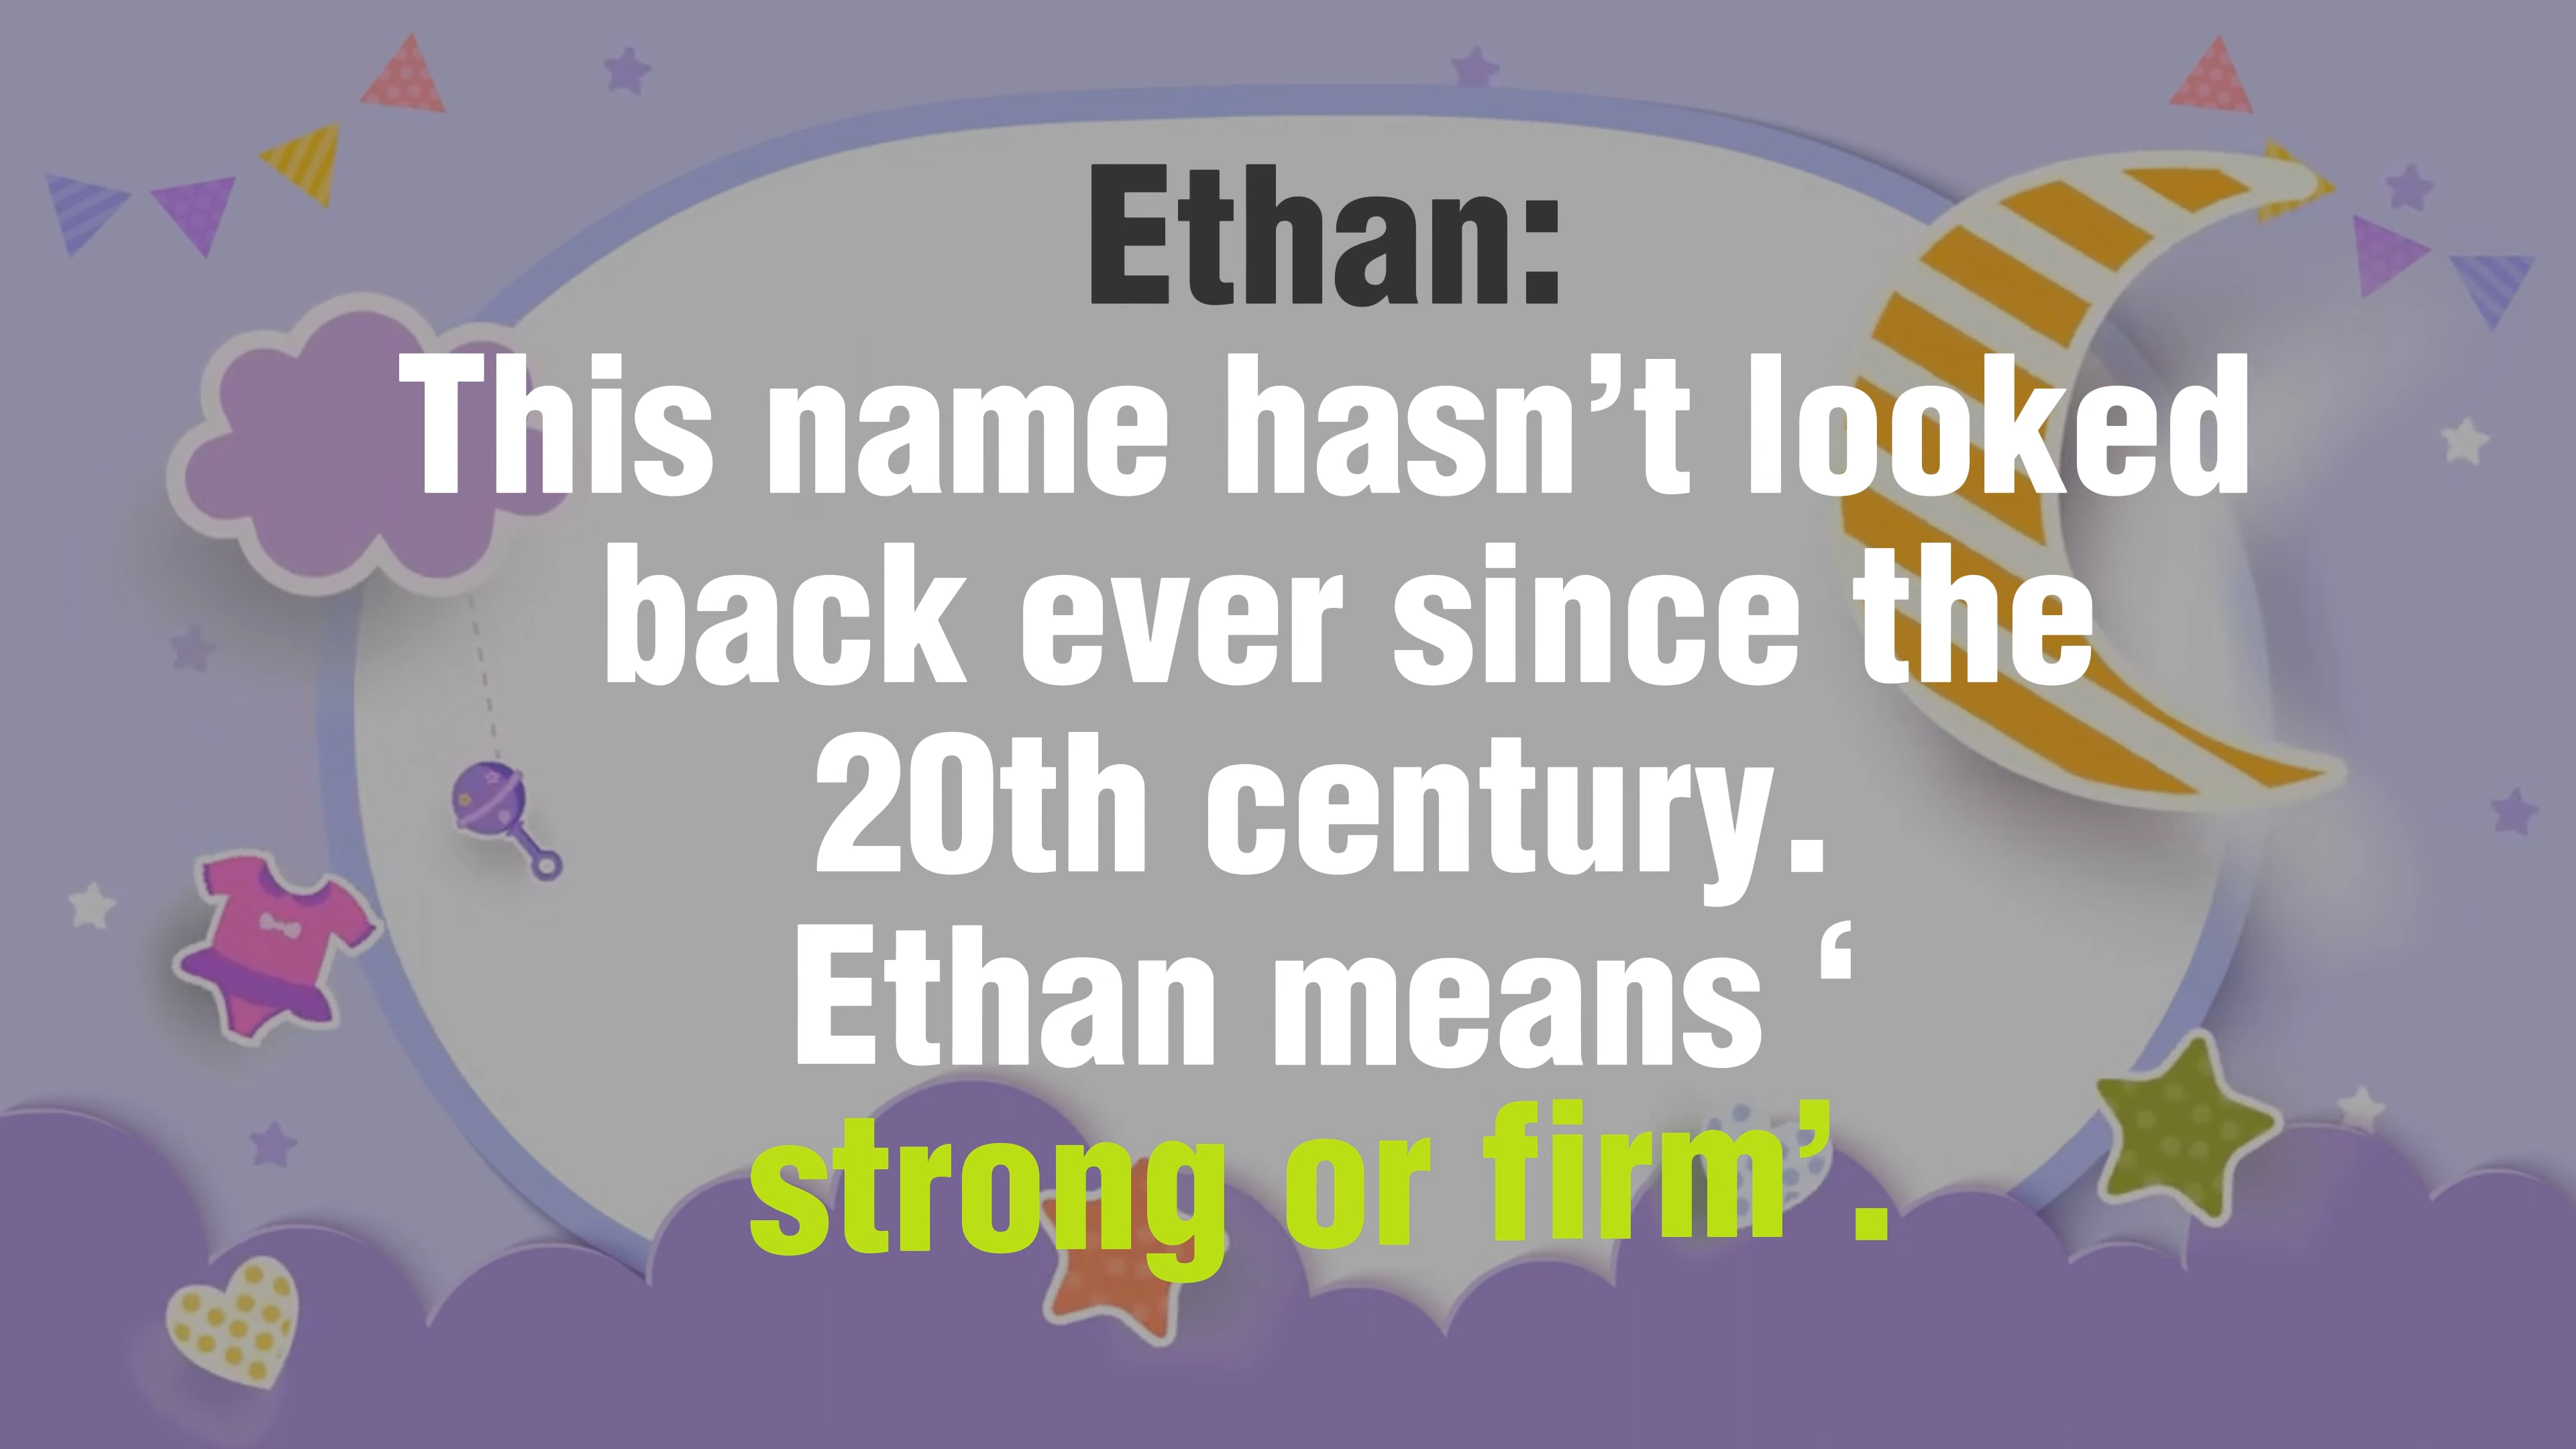 Ethan:
This name hasn’t looked
back ever since the
20th century.
Ethan means ‘
strong or firm’.